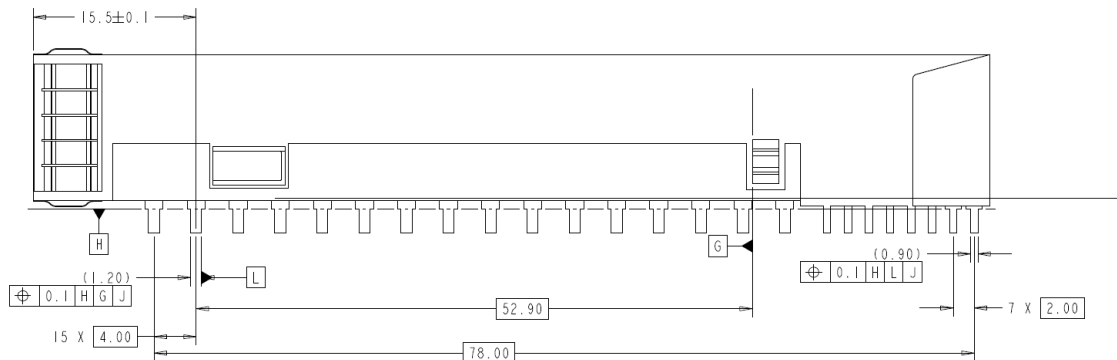 15.5±0.1
H
G
(1.20)
L
(0.90)
⌖ 0.1 H L J
⌖ 0.1 H G J
52.90
7 X 2.00
15 X 4.00
78.00